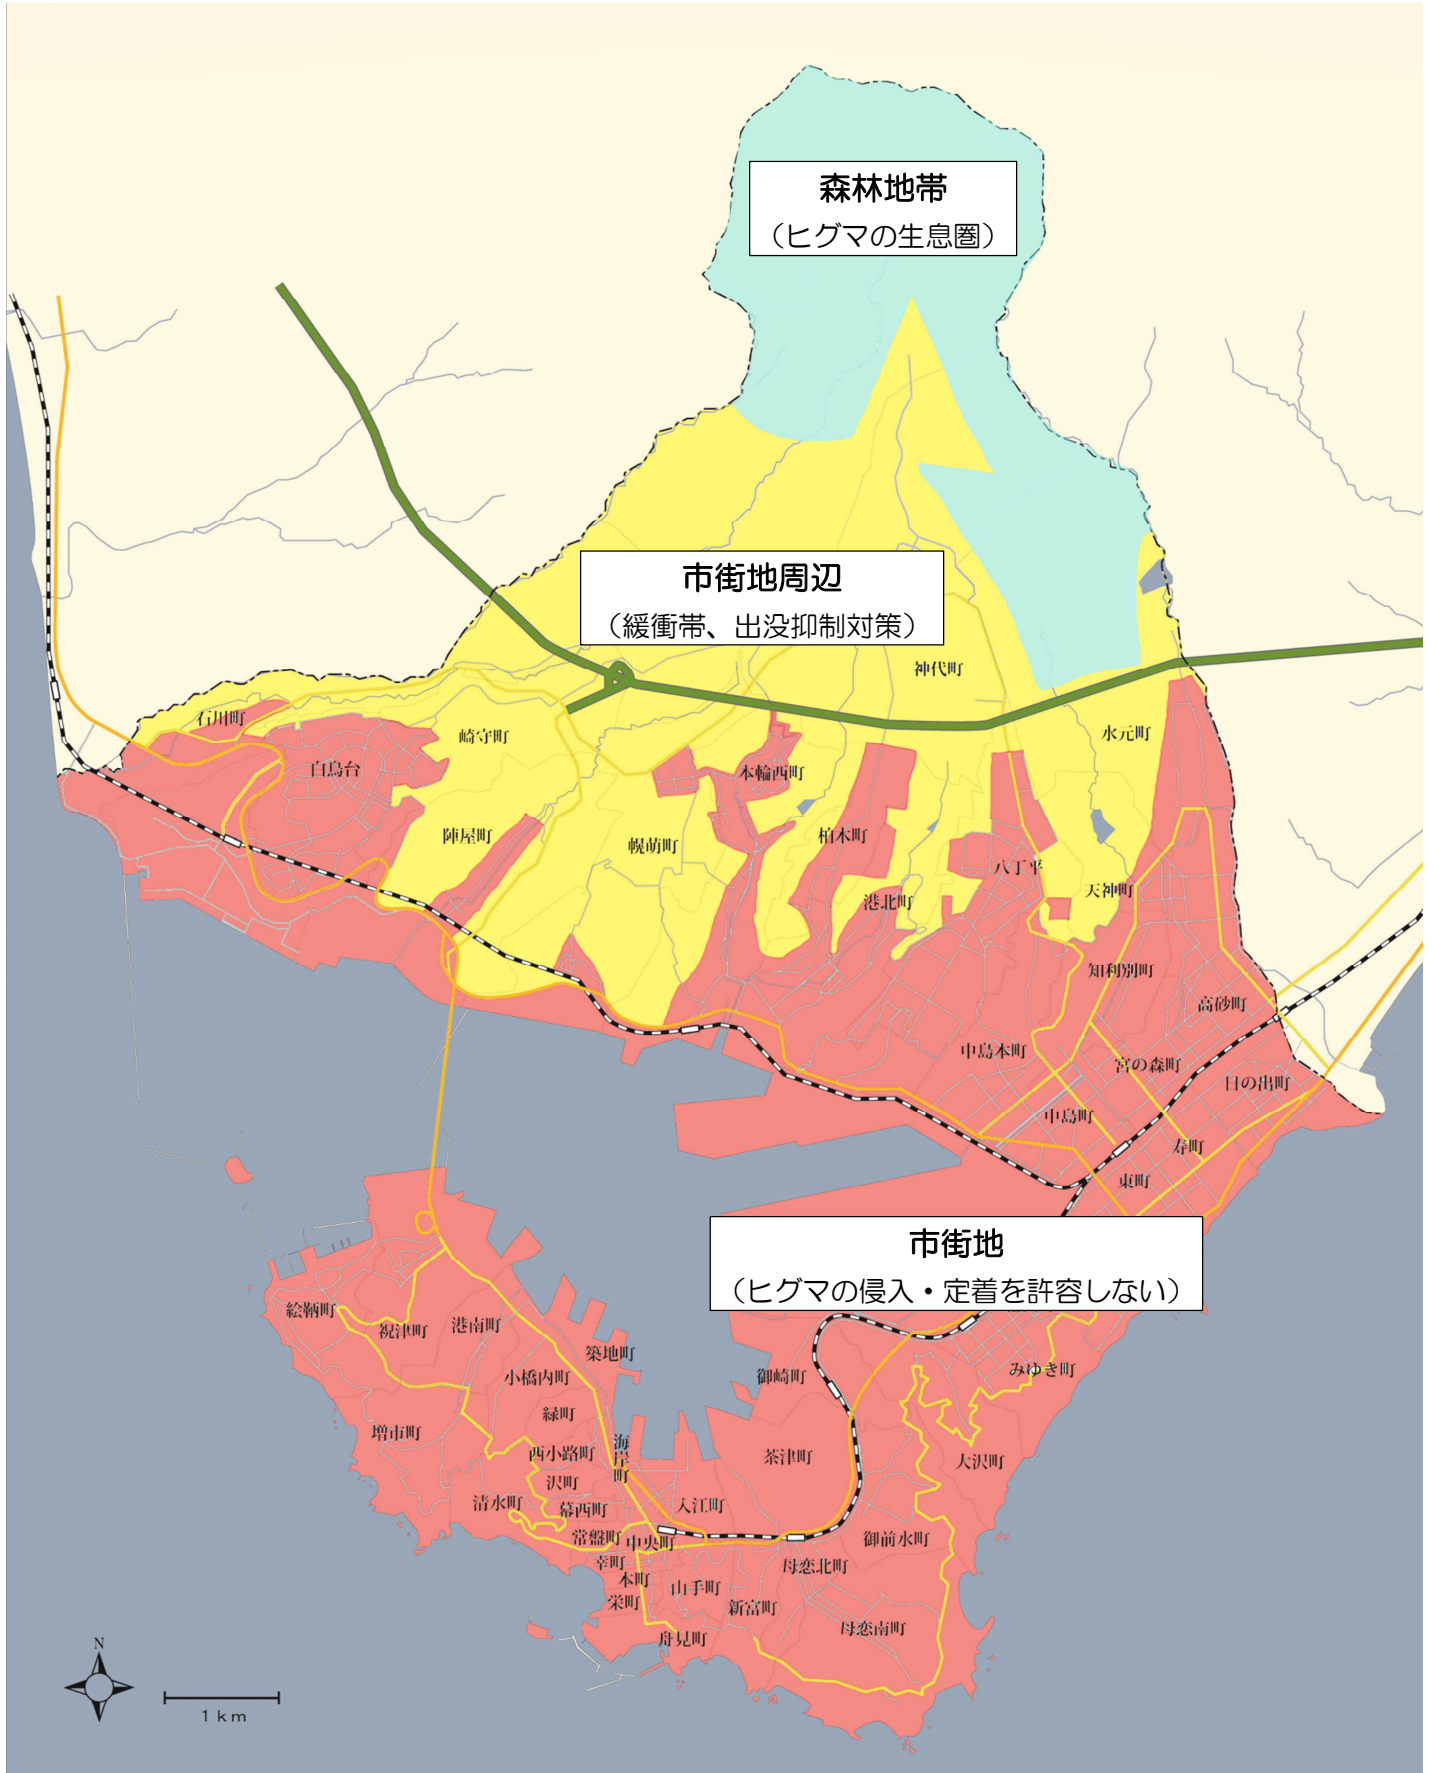 森林地帯
（ヒグマの生息圏）
市街地周辺
（緩衝帯、出没抑制対策）
神代町
石川町
崎守町
水元町
白鳥台
本輪西町
陣屋町
幌萌町
柏木町
八丁平
港北町
天神町
知利別町
高砂町
中島本町
宮の森町
日の出町
中島町
寿町
東町
市街地
（ヒグマの侵入・定着を許容しない）
絵鞆町
祝津町
港南町
築地町
小橋内町
御崎町
みゆき町
緑町
増市町
海岸町
西小路町
茶津町
大沢町
沢町
清水町
幕西町
入江町
常盤町
中央町
御前水町
幸町
母恋北町
本町
山手町
栄町
新富町
母恋南町
舟見町
N
1km